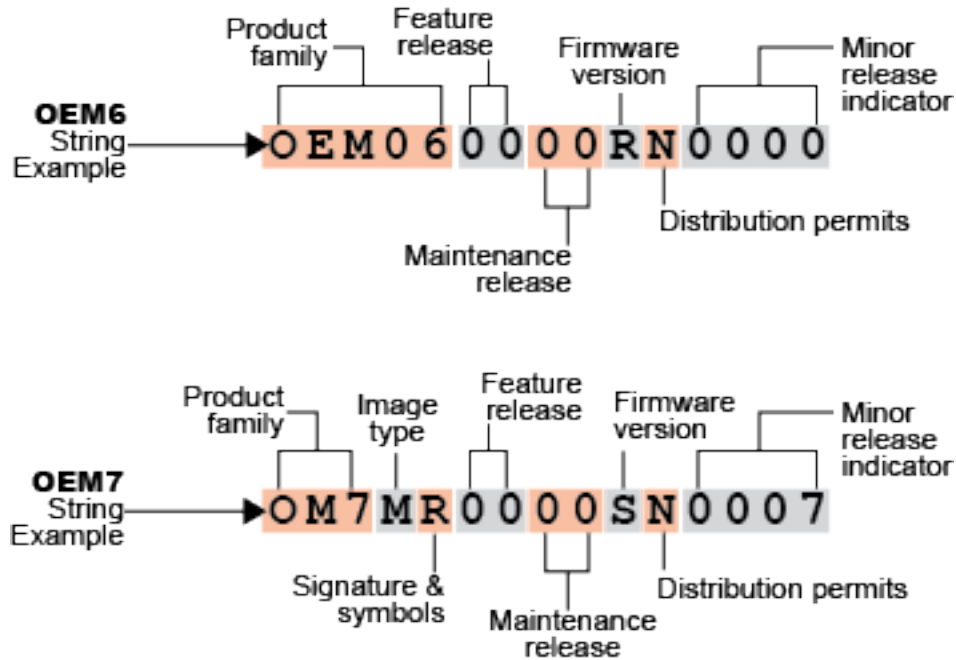 Product
family
Feature
release
Firmware
version
Minor
release
indicator
OEM6
String
Example
OEM060000RN0000
Maintenance
release
Distribution permits
Product
family
Image
type
Feature
release
Firmware
version
Minor
release
indicator
OEM7
String
Example
OM7MR0000SN0007
Signature &
symbols
Maintenance
release
Distribution permits